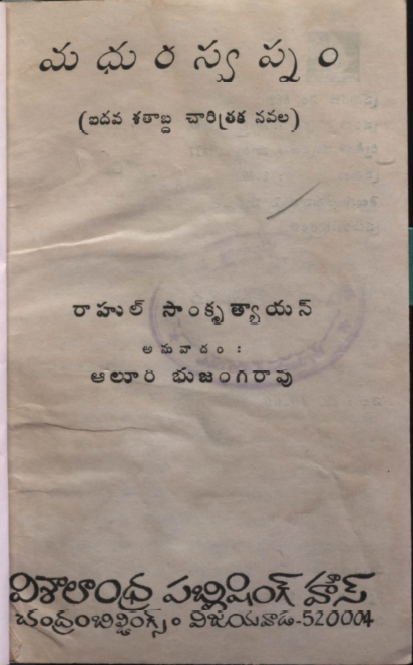 మధురస్వప్నం
(ఐదవ శతాబ్ద చారిత్రక నవల)
రాహుల్ సాంకృత్యాయన్
అనువాదం :
ఆలూరి భుజంగరావు
విశాలాంధ్ర పబ్లిషింగ్ హౌస్
చంద్రంబిల్డింగ్స్ం విజయవాడ-520004